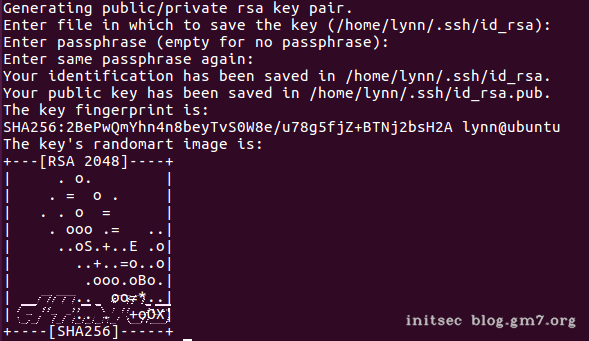 Generating public/private rsa key pair.
Enter file in which to save the key (/home/lynn/.ssh/id_rsa):
Enter passphrase (empty for no passphrase):
Enter same passphrase again:
Your identification has been saved in /home/lynn/.ssh/id_rsa.
Your public key has been saved in /home/lynn/.ssh/id_rsa.pub.
The key fingerprint is:
SHA256:2BePwQmYhn4n8beyTvS0W8e/u78g5fjZ+BTNj2bsH2A lynn@ubuntu
The key's randomart image is:
+---[RSA 2048]----+
|      . o.       |
|     . =  o .    |
|    . . o  =     |
|     . ooo .=   ..|
|      ..oS.+..E .o|
|        ..+..=o..o|
|         .ooo.oBo.|
+----[SHA256]-----+
initsec blog.gm7.org